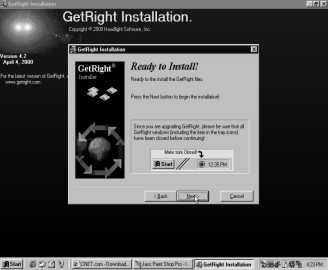 GetRight Installation
GetRight Installation.
Copyright © 2000 Headlight Software, Inc.
Version 4.2
April 4, 2000
For the latest version of GetRight,
www.getright.com
GetRight Installation
GetRight®
Installer
Ready to Install!
Ready to install the GetRight files.
Press the Next button to begin the installation!
Since you are upgrading GetRight, please be sure that all
GetRight windows (including the item in the tray icons)
have been closed before continuing!
Make sure Closed!
Start
12:35 PM
< Back
Next >
Cancel
Start
CNET.com - Download...
Jasc Paint Shop Pro - I...
GetRight Installation
4:23 PM